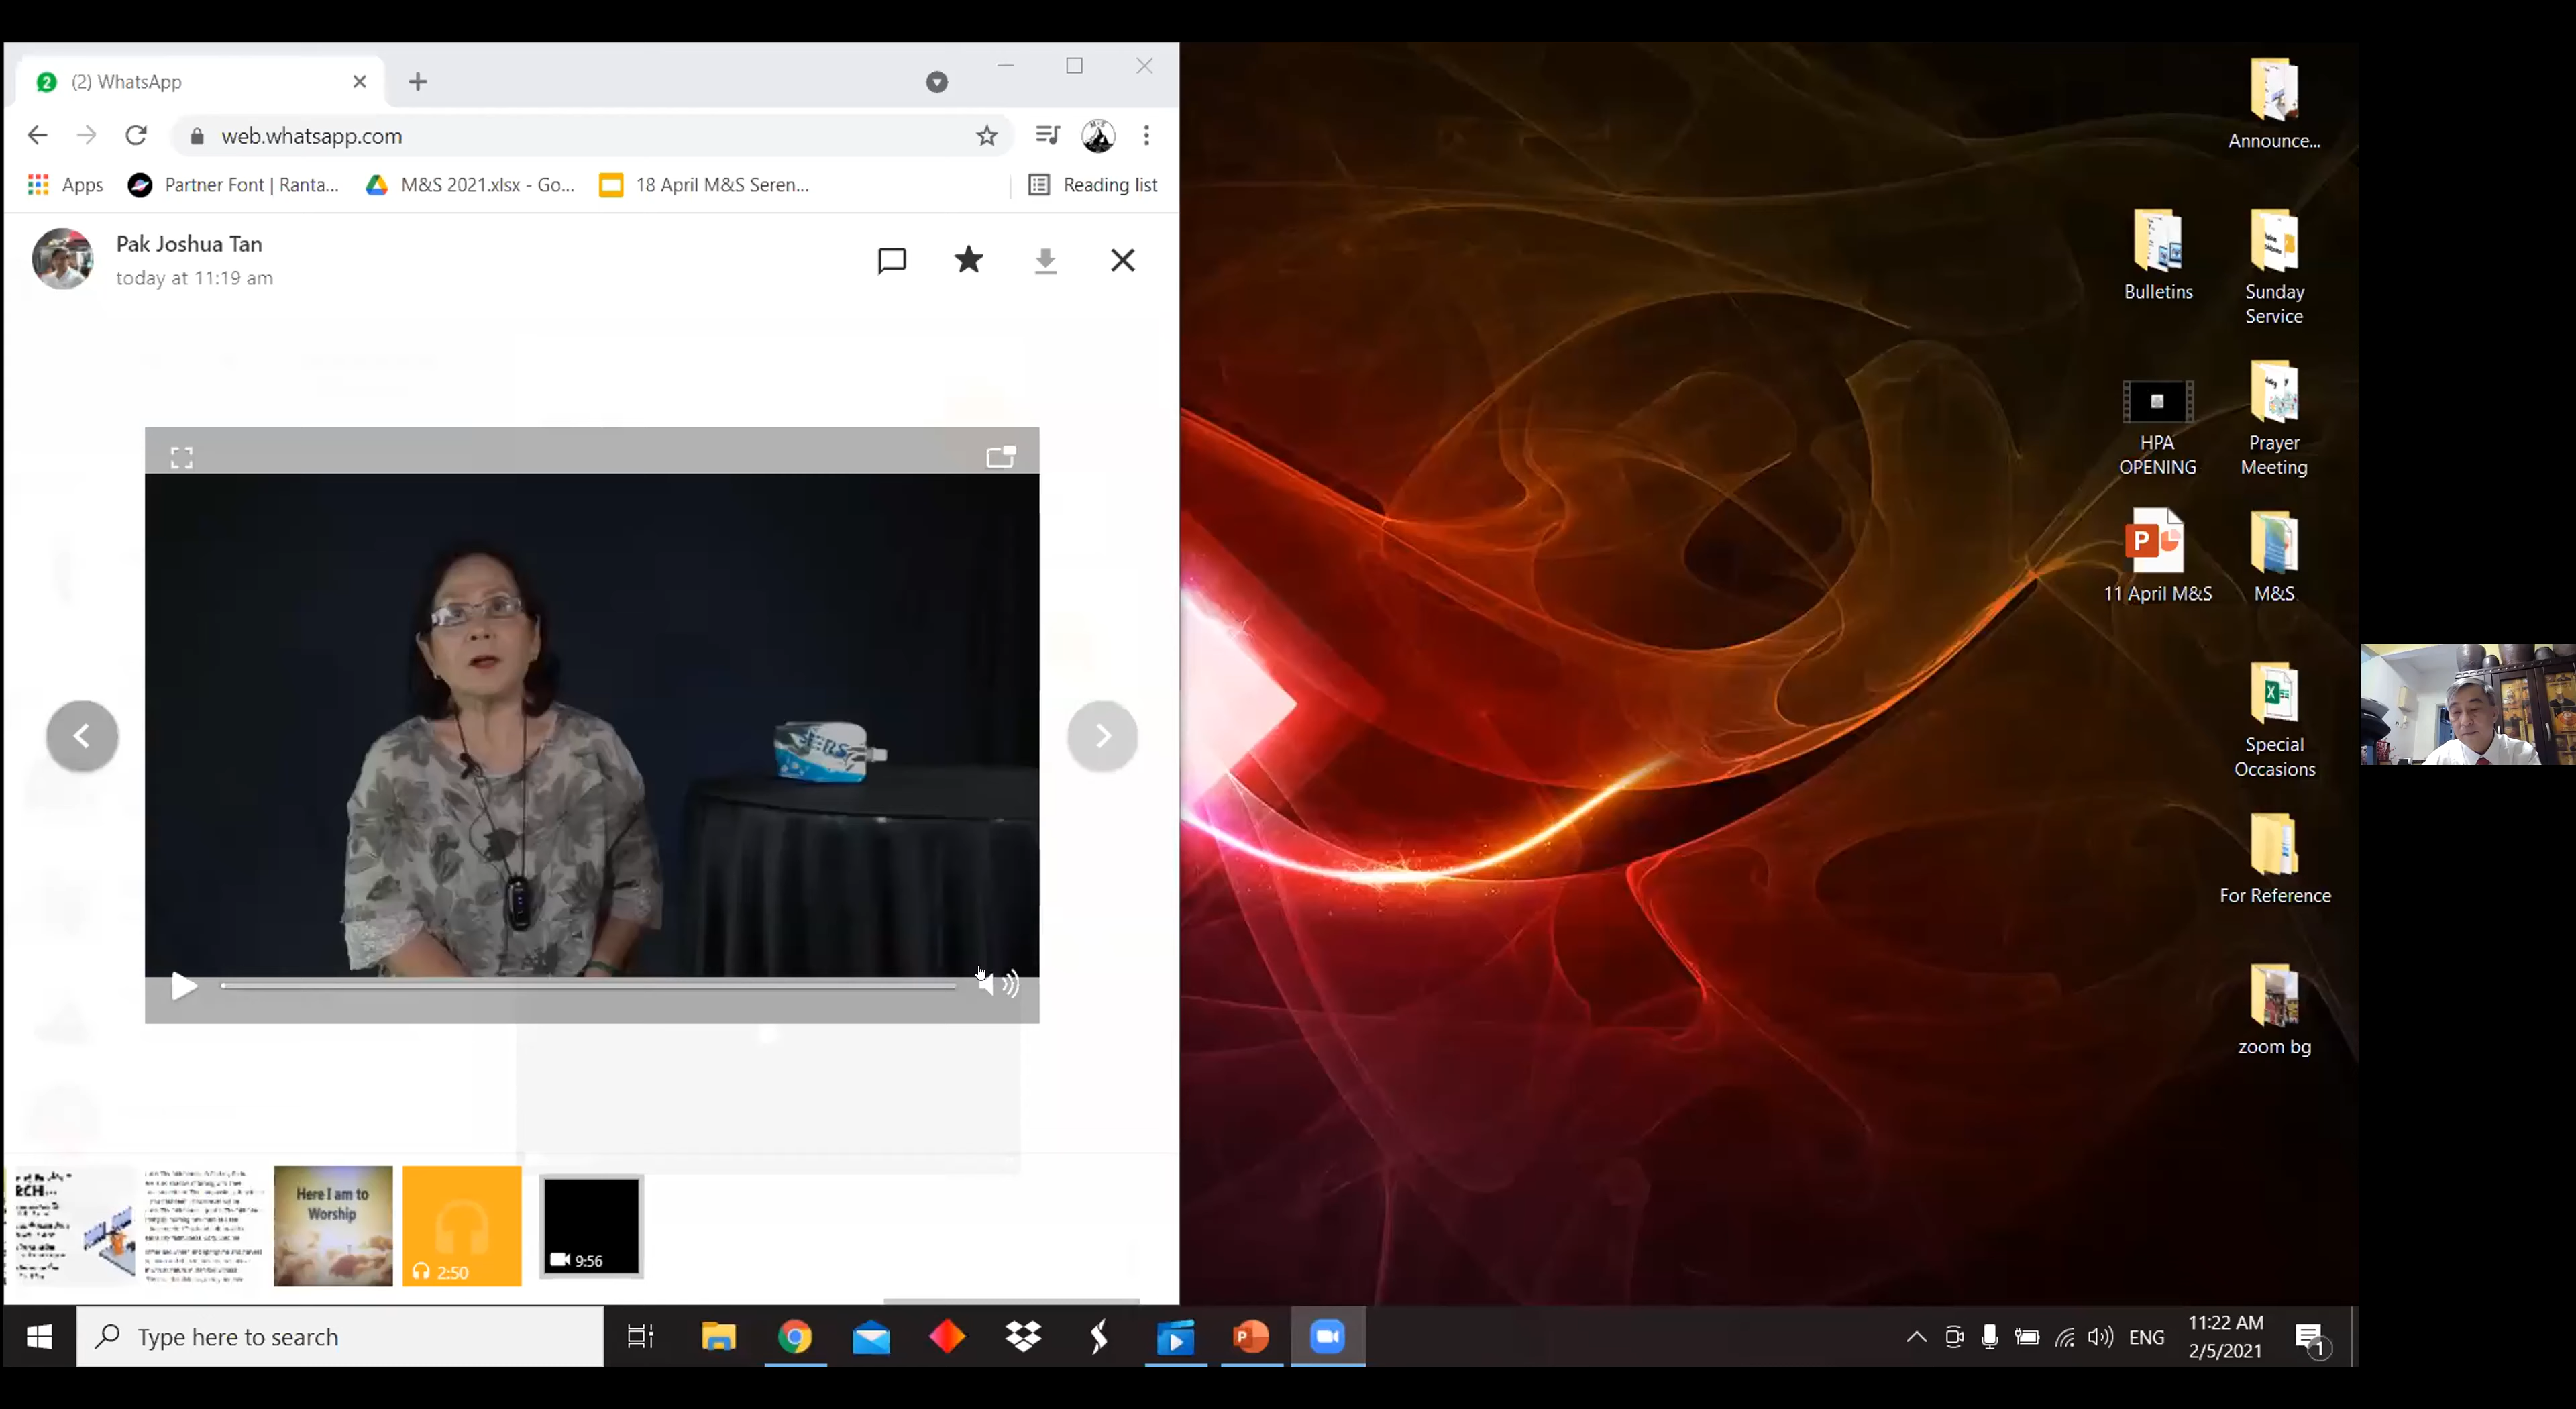 (2) WhatsApp
2
web.whatsapp.com
Apps
Partner Font | Ranta...
M&S 2021.xlsx - Go...
18 April M&S Seren...
Reading list
Pak Joshua Tan
today at 11:19 am
Here I am to
Worship
2:50
9:56
Announce...
Bulletins
Sunday
Service
HPA
OPENING
Prayer
Meeting
11 April M&S
M&S
Special
Occasions
For Reference
zoom bg
Type here to search
ENG
11:22 AM
2/5/2021
1